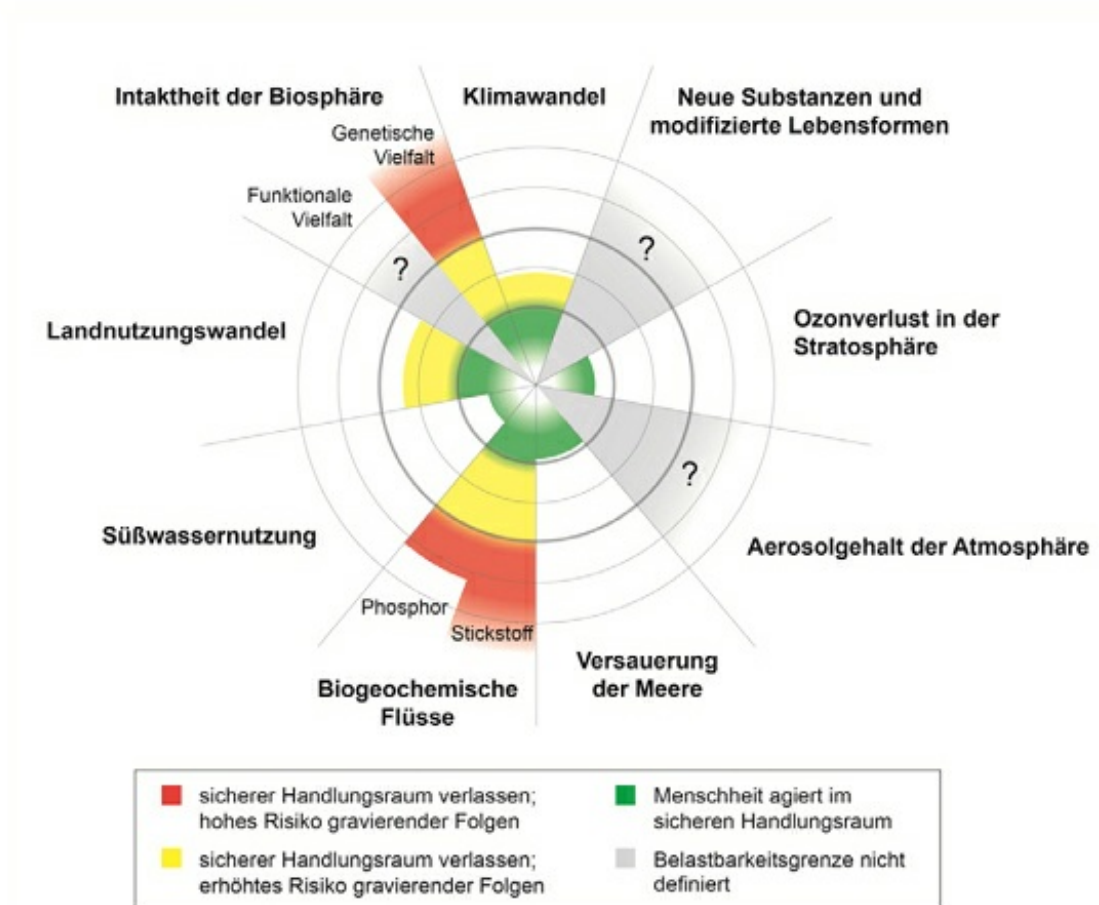 Intaktheit der Biosphäre
Klimawandel
Neue Substanzen und
modifizierte Lebensformen
Genetische
Vielfalt
Funktionale
Vielfalt
?
?
Landnutzungswandel
Ozonverlust in der
Stratosphäre
?
Süßwassernutzung
Aerosolgehalt der Atmosphäre
Phosphor
Stickstoff
Versauerung
der Meere
Biogeochemische
Flüsse
sicherer Handlungsraum verlassen;
hohes Risiko gravierender Folgen
sicherer Handlungsraum verlassen;
erhöhtes Risiko gravierender Folgen
Menschheit agiert im
sicheren Handlungsraum
Belastbarkeitsgrenze nicht
definiert